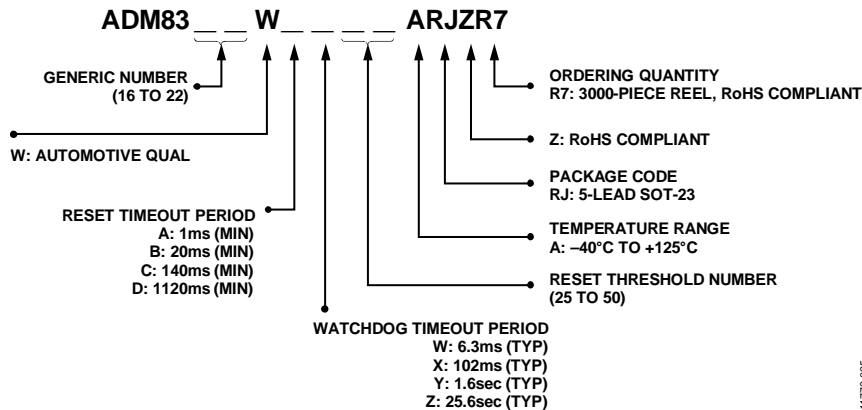 ADM83_ _ W_ _ _ _ ARJZR7
GENERIC NUMBER
(16 TO 22)
W: AUTOMOTIVE QUAL
RESET TIMEOUT PERIOD
A: 1ms (MIN)
B: 20ms (MIN)
C: 140ms (MIN)
D: 1120ms (MIN)
WATCHDOG TIMEOUT PERIOD
W: 6.3ms (TYP)
X: 102ms (TYP)
Y: 1.6sec (TYP)
Z: 25.6sec (TYP)
ORDERING QUANTITY
R7: 3000-PIECE REEL, RoHS COMPLIANT
Z: RoHS COMPLIANT
PACKAGE CODE
RJ: 5-LEAD SOT-23
TEMPERATURE RANGE
A: –40°C TO +125°C
RESET THRESHOLD NUMBER
(25 TO 50)